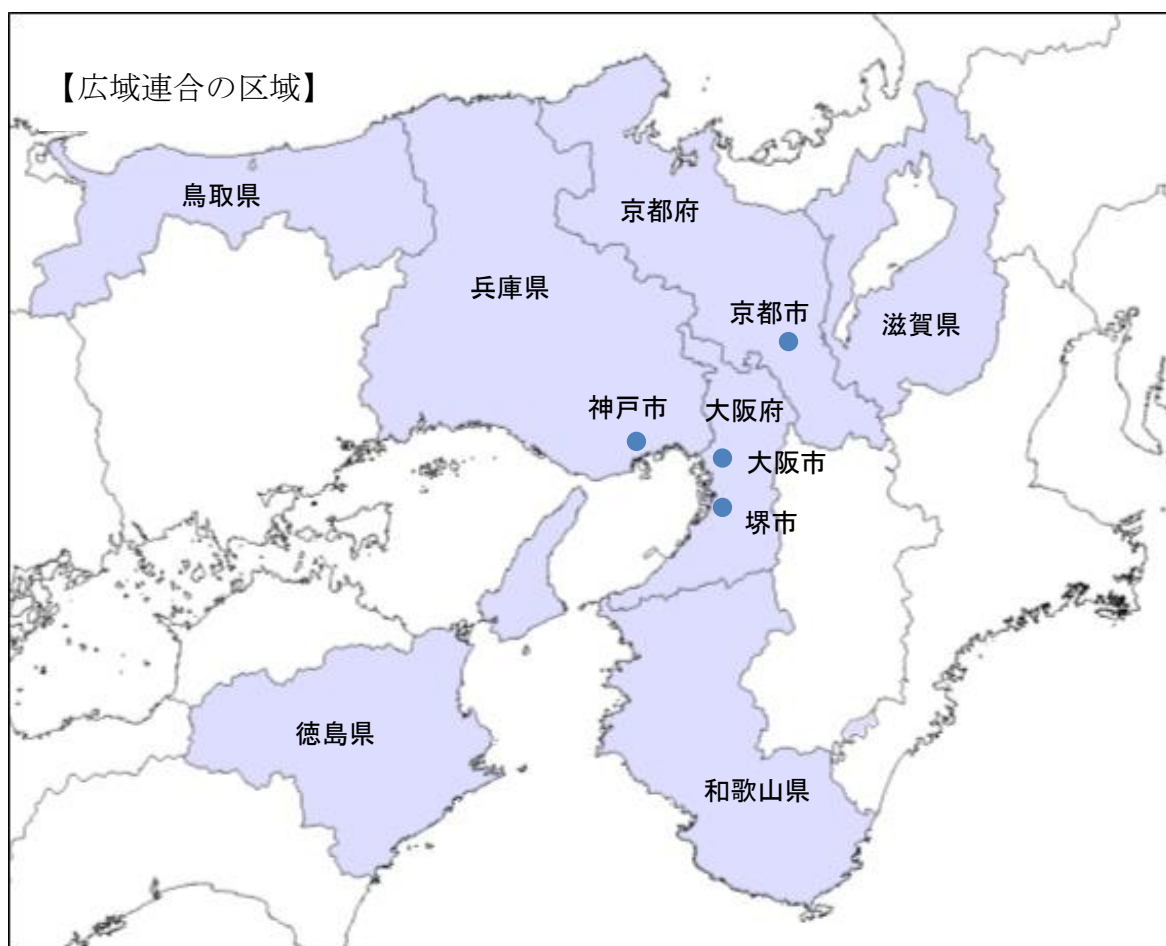 【広域連合の区域】
鳥取県
京都府
兵庫県
京都市
滋賀県
神戸市
大阪府
大阪市
堺市
徳島県
和歌山県